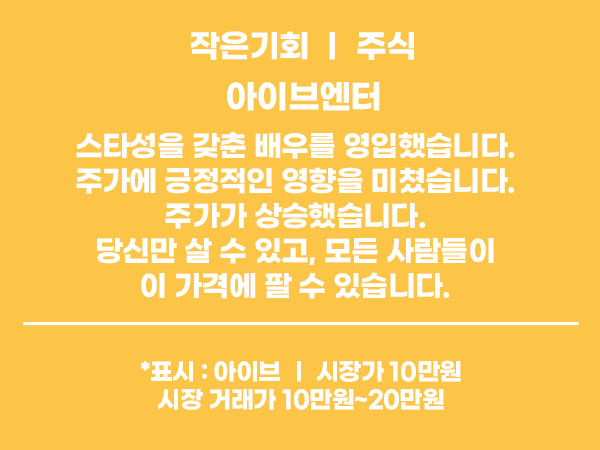 작은기회 | 주식
아이브엔터
스타성을 갖춘 배우를 영입했습니다.
주가에 긍정적인 영향을 미쳤습니다.
주가가 상승했습니다.
당신만 살 수 있고, 모든 사람들이
이 가격에 팔 수 있습니다.
*표시 : 아이브 | 시장가 10만원
시장 거래가 10만원~20만원